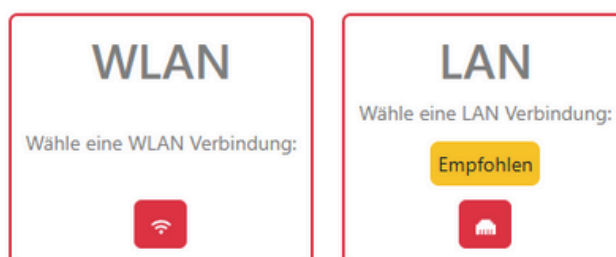 WLAN
Wähle eine WLAN Verbindung:
LAN
Wähle eine LAN Verbindung:
Empfohlen